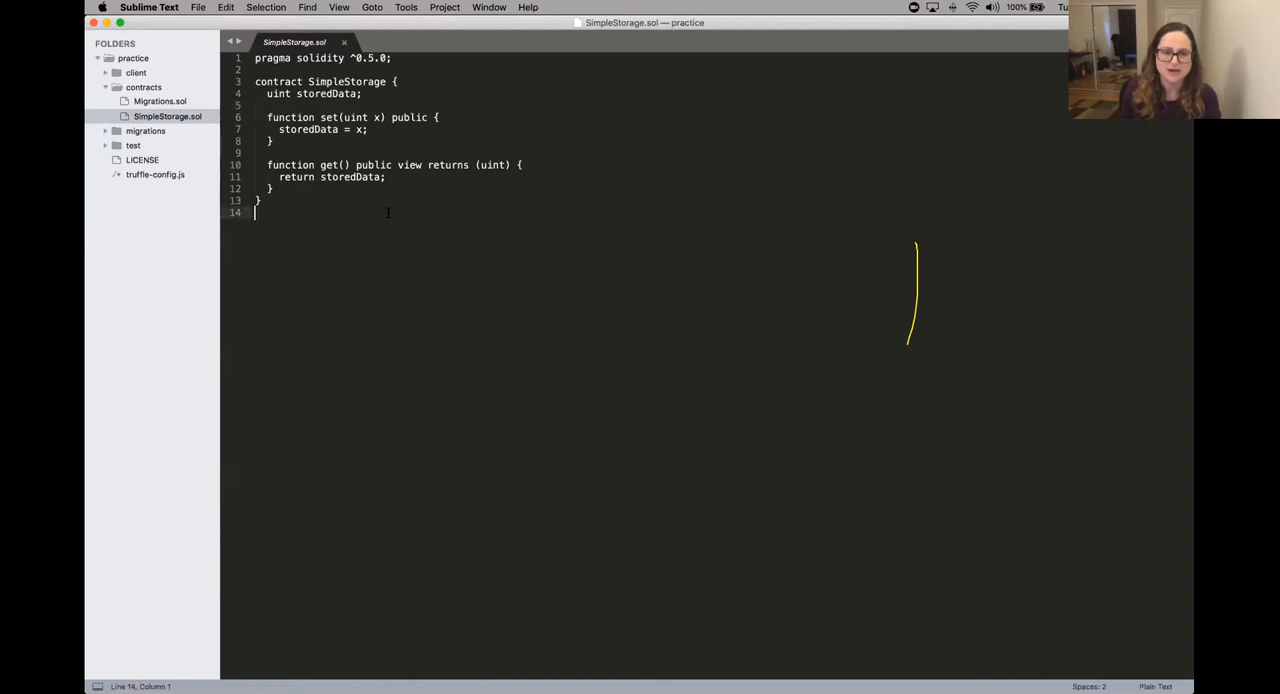 Sublime Text File Edit Selection Find View Goto Tools Project Window Help 100%
SimpleStorage.sol — practice
FOLDERS
practice
client
contracts
Migrations.sol
SimpleStorage.sol
migrations
test
LICENSE
/* truffle-config.js
SimpleStorage.sol ×
1 pragma solidity ^0.5.0;
2
3 contract SimpleStorage {
4 uint storedData;
5
6 function set(uint x) public {
7 storedData = x;
8 }
9
10 function get() public view returns (uint) {
11 return storedData;
12 }
13 }
14
Line 14, Column 1
Spaces: 2
Plain Text